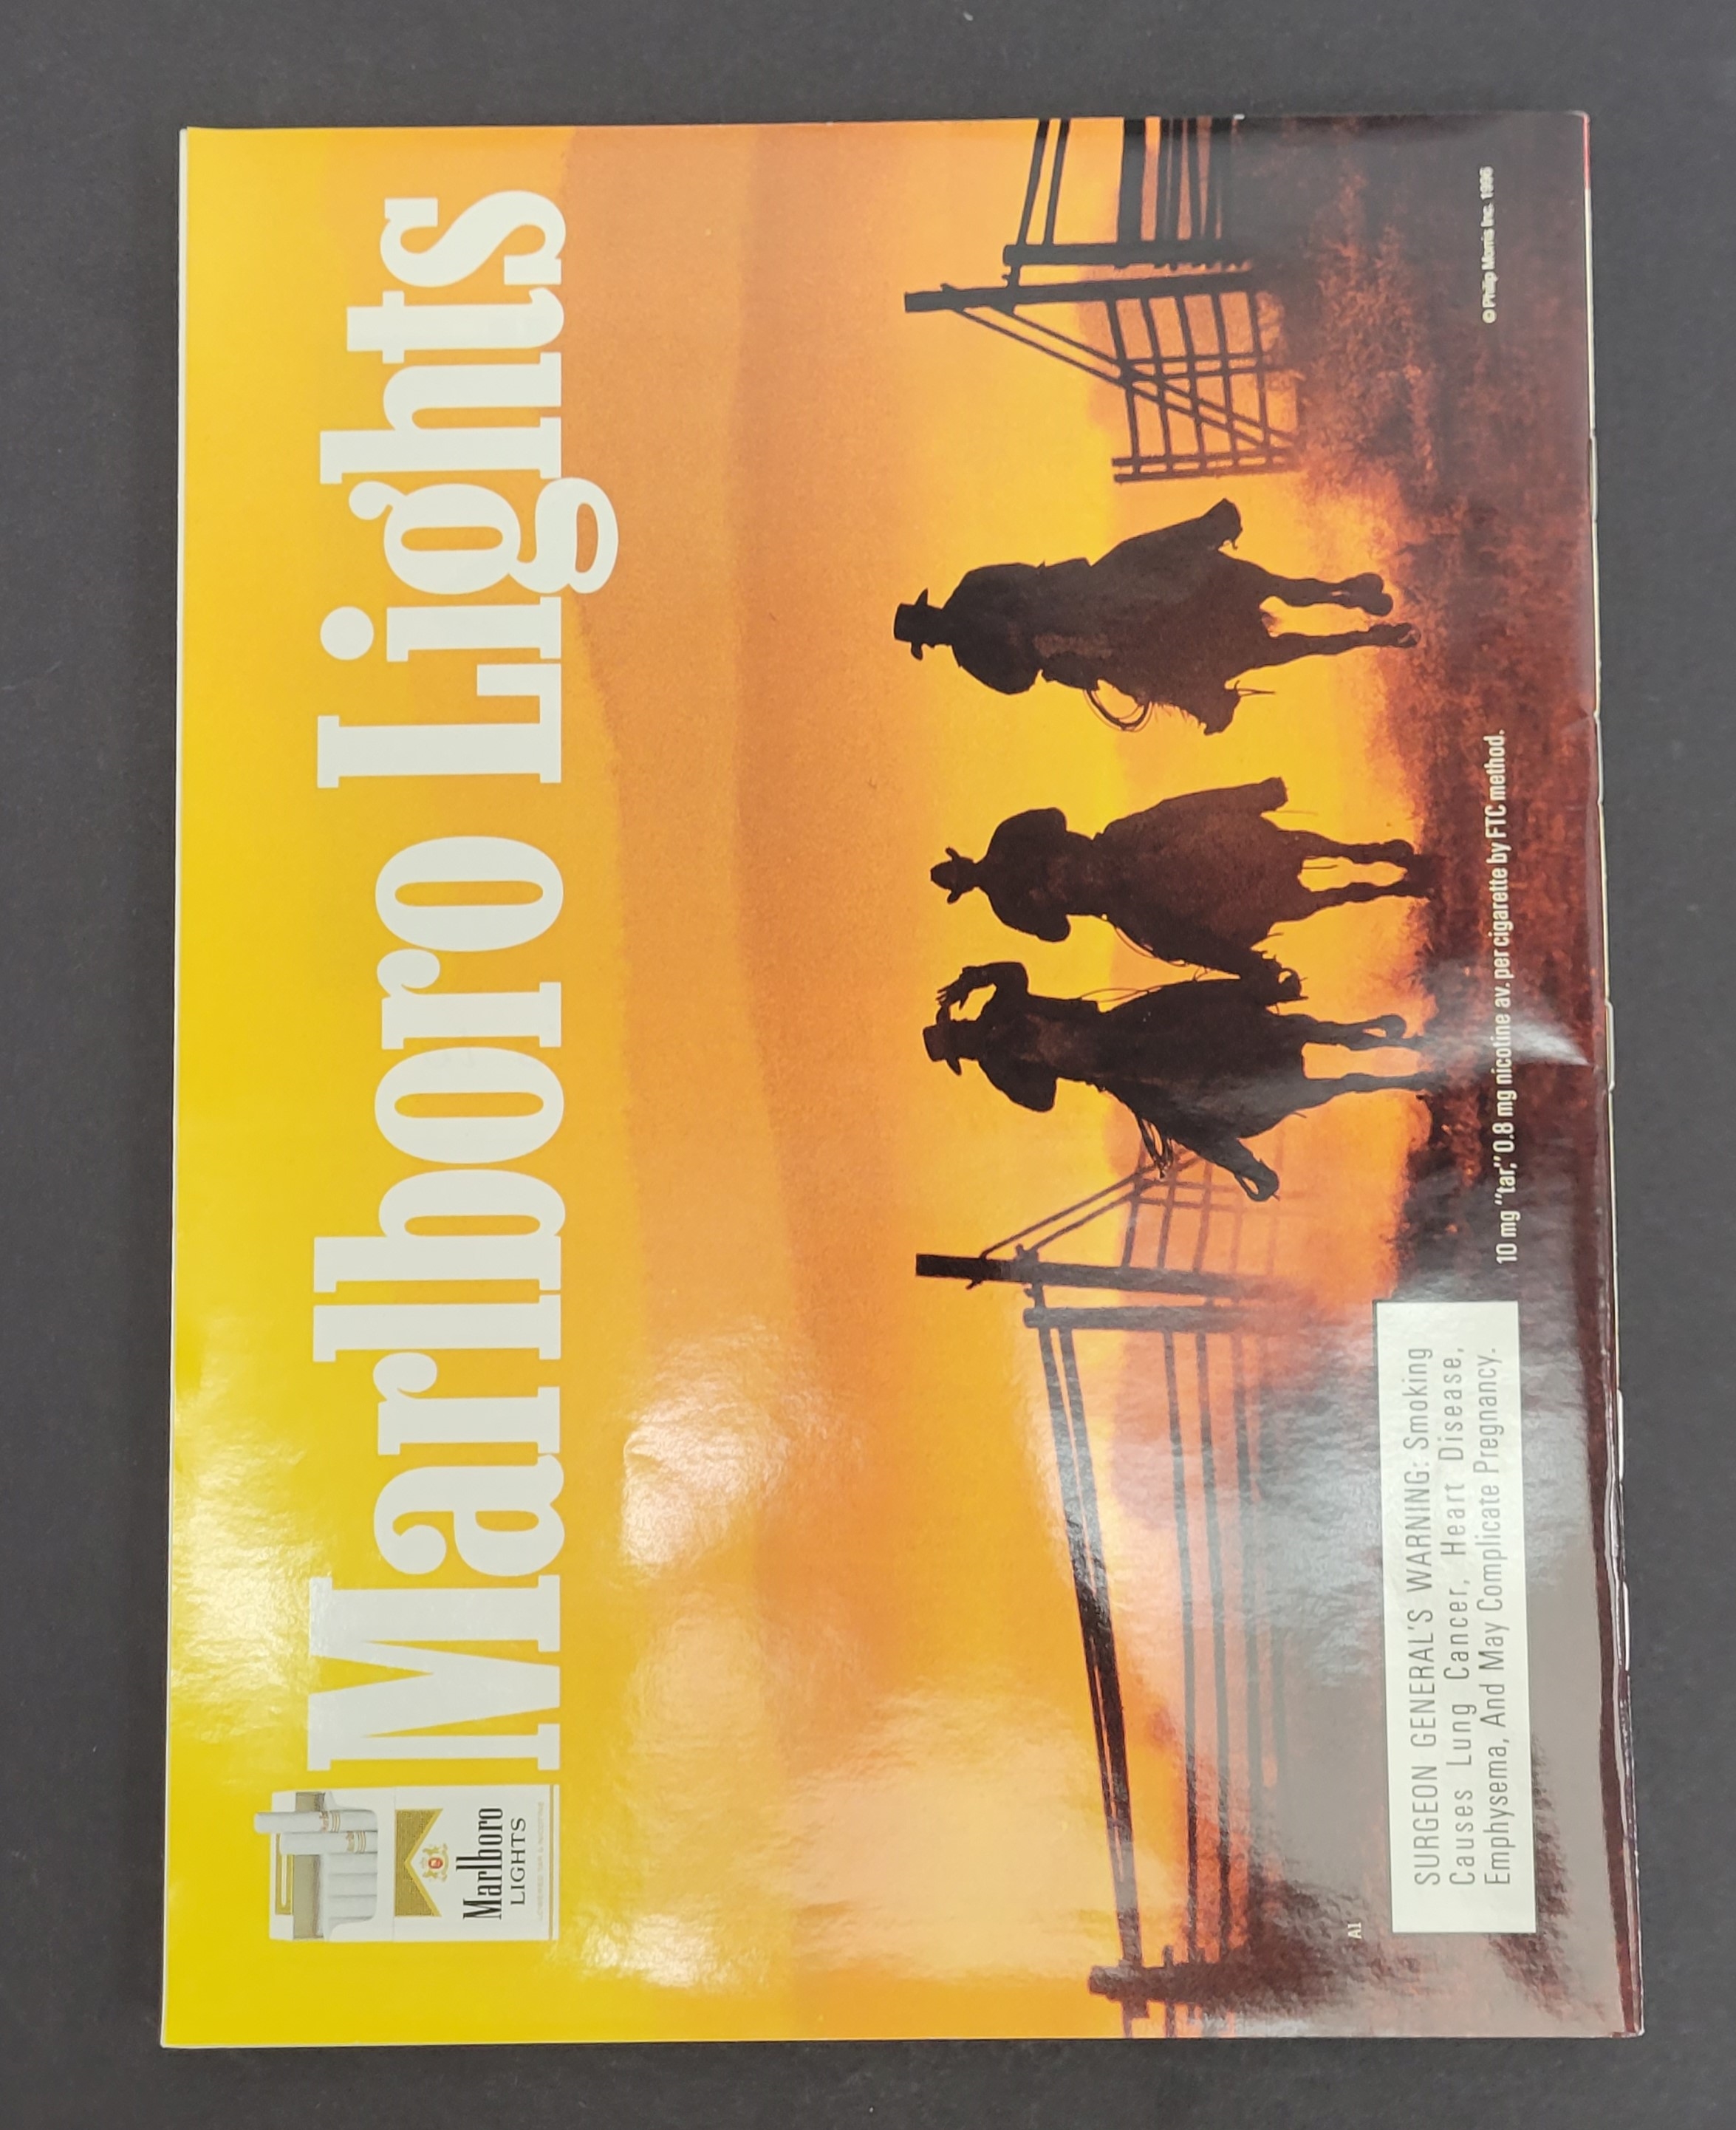 Marlboro Lights
Marlboro
LIGHTS
A1
SURGEON GENERAL'S WARNING: Smoking
Causes Lung Cancer, Heart Disease,
Emphysema, And May Complicate Pregnancy.
10 mg "tar," 0.8 mg nicotine av. per cigarette by FTC method.
© Philip Morris Inc. 1996